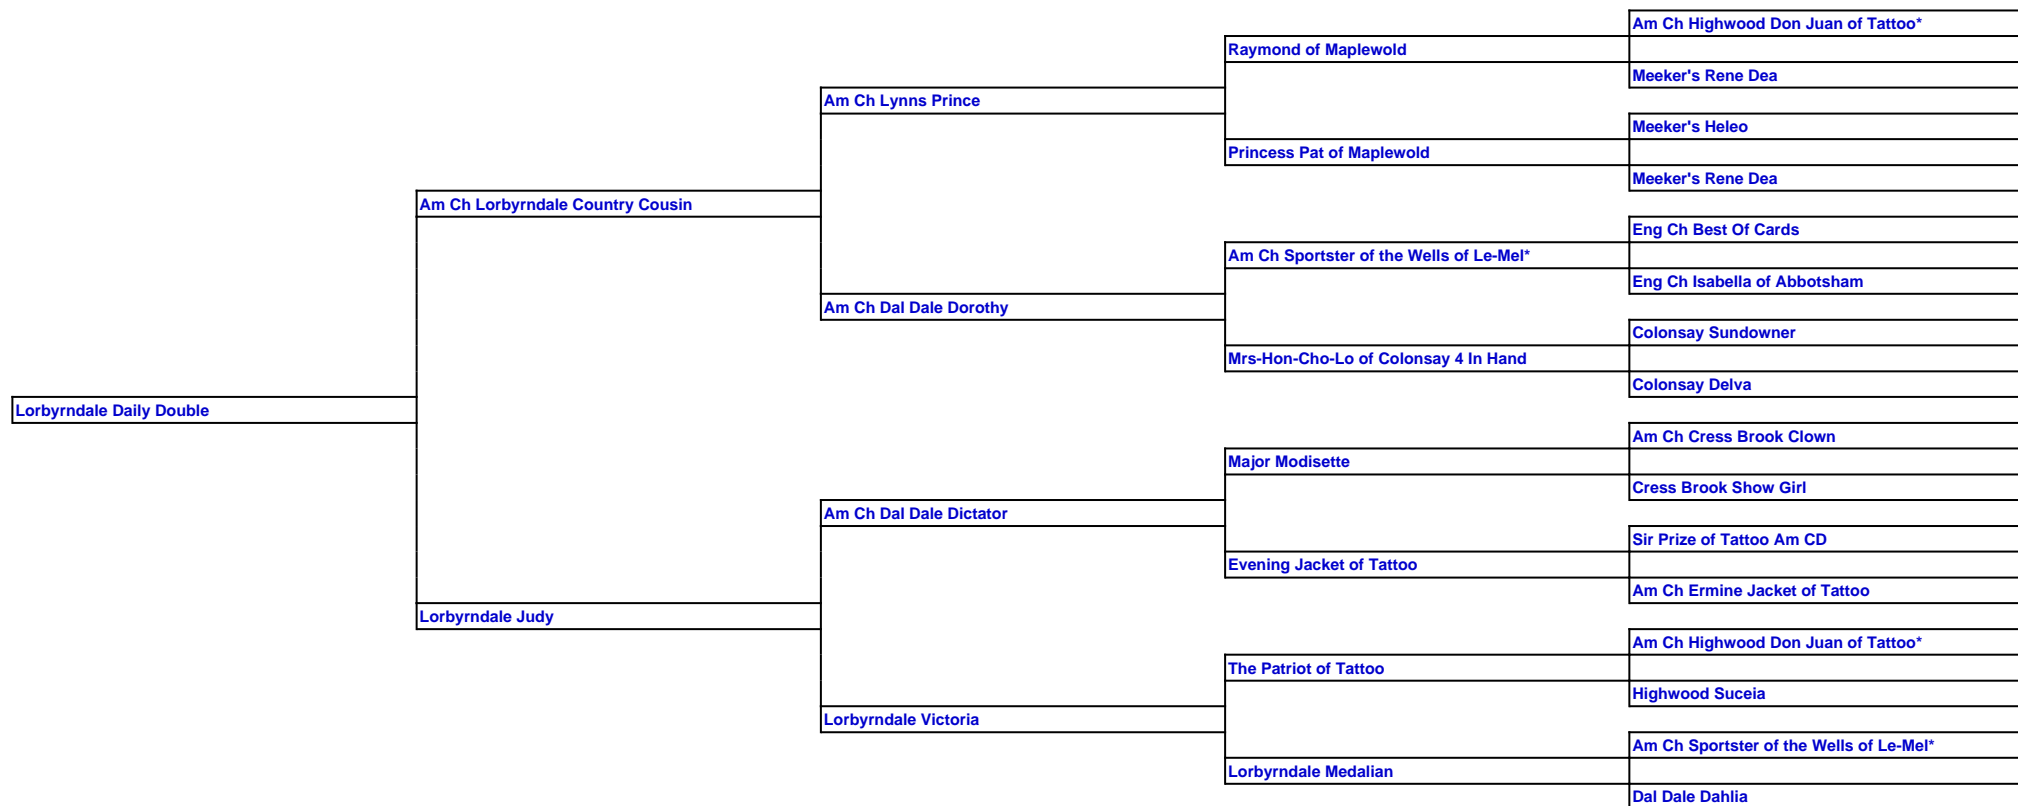 Am Ch Highwood Don Juan of Tattoo*
Raymond of Maplewold
Meeker's Rene Dea
Am Ch Lynns Prince
Meeker's Heleo
Princess Pat of Maplewold
Meeker's Rene Dea
Am Ch Lorbyrndale Country Cousin
Eng Ch Best Of Cards
Am Ch Sportster of the Wells of Le-Mel*
Eng Ch Isabella of Abbotsham
Am Ch Dal Dale Dorothy
Colonsay Sundowner
Mrs-Hon-Cho-Lo of Colonsay 4 In Hand
Colonsay Delva
Lorbyrndale Daily Double
Am Ch Cress Brook Clown
Major Modisette
Cress Brook Show Girl
Am Ch Dal Dale Dictator
Sir Prize of Tattoo Am CD
Evening Jacket of Tattoo
Am Ch Ermine Jacket of Tattoo
Lorbyrndale Judy
Am Ch Highwood Don Juan of Tattoo*
The Patriot of Tattoo
Highwood Suceia
Lorbyrndale Victoria
Am Ch Sportster of the Wells of Le-Mel*
Lorbyrndale Medalian
Dal Dale Dahlia